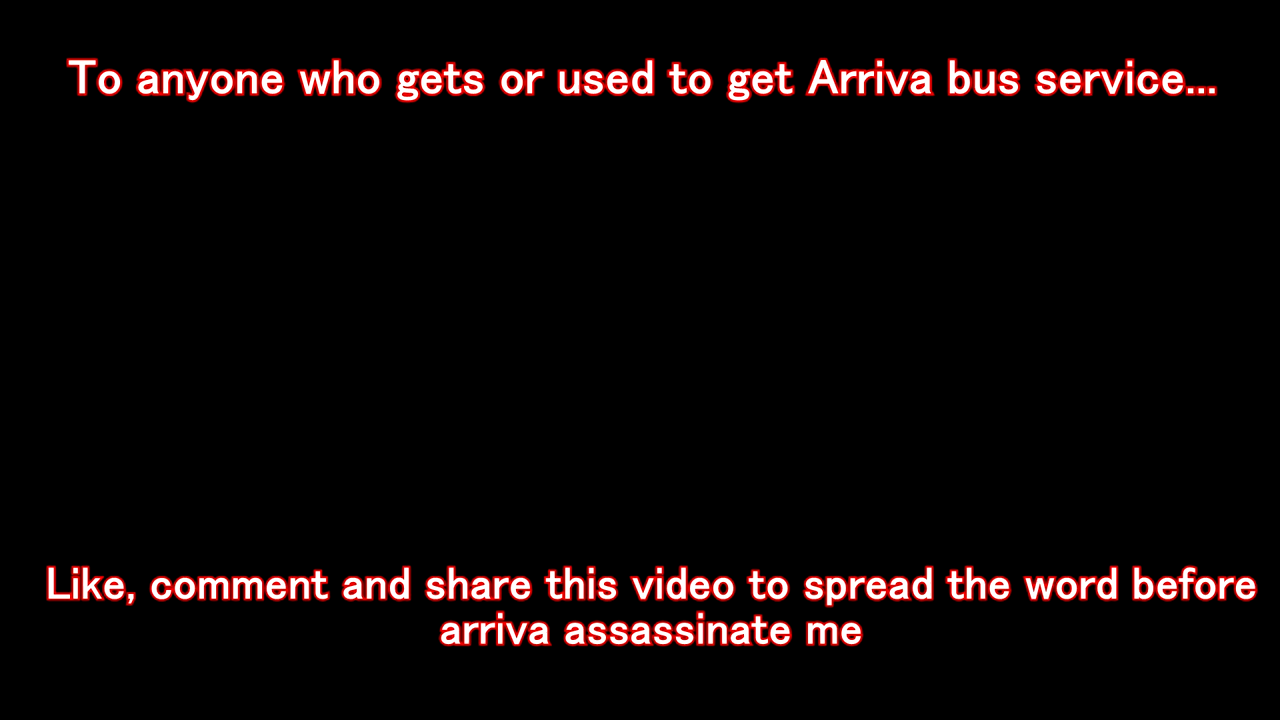 To anyone who gets or used to get Arriva bus service...
Like, comment and share this video to spread the word before
arriva assassinate me